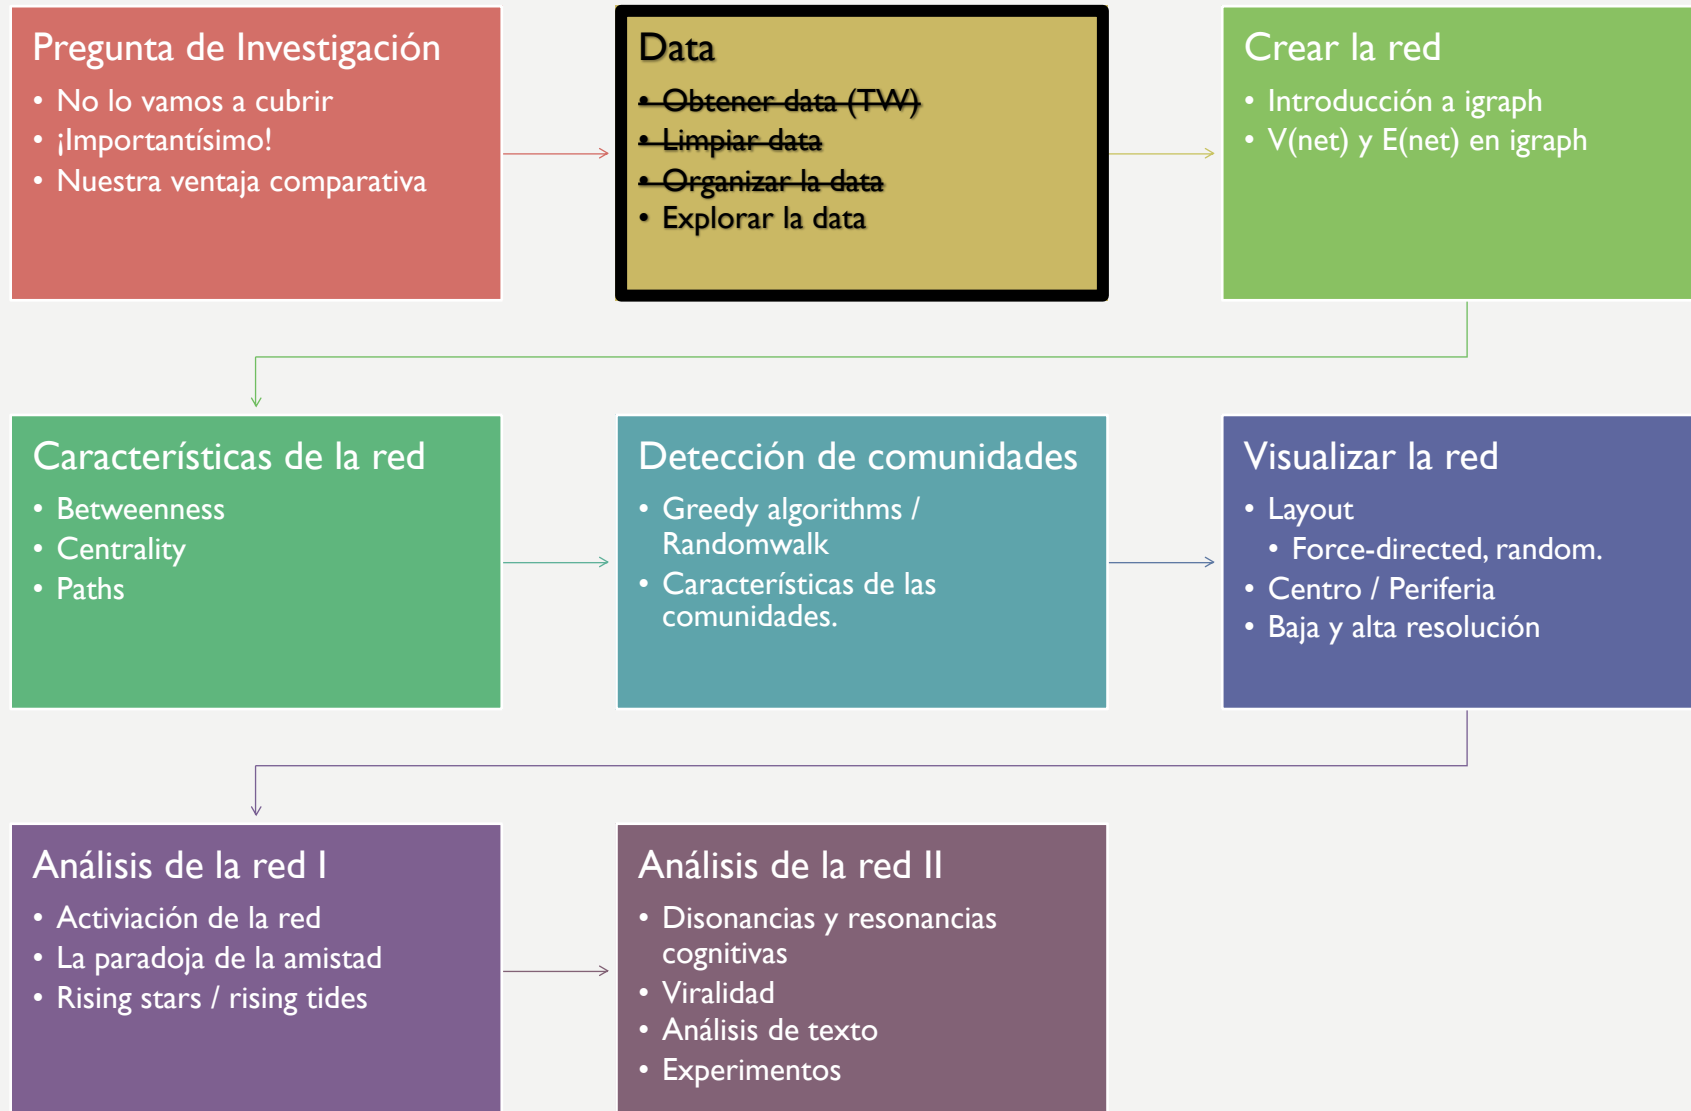 Pregunta de Investigación
• No lo vamos a cubrir
• ¡Importantísimo!
• Nuestra ventaja comparativa
Data
• Obtener data (TW)
• Limpiar data
• Organizar la data
• Explorar la data
Crear la red
• Introducción a igraph
• V(net) y E(net) en igraph
Características de la red
• Betweenness
• Centrality
• Paths
Detección de comunidades
• Greedy algorithms /
Randomwalk
• Características de las
comunidades.
Visualizar la red
• Layout
• Force-directed, random.
• Centro / Periferia
• Baja y alta resolución
Análisis de la red I
• Activiación de la red
• La paradoja de la amistad
• Rising stars / rising tides
Análisis de la red II
• Disonancias y resonancias
cognitivas
• Viralidad
• Análisis de texto
• Experimentos